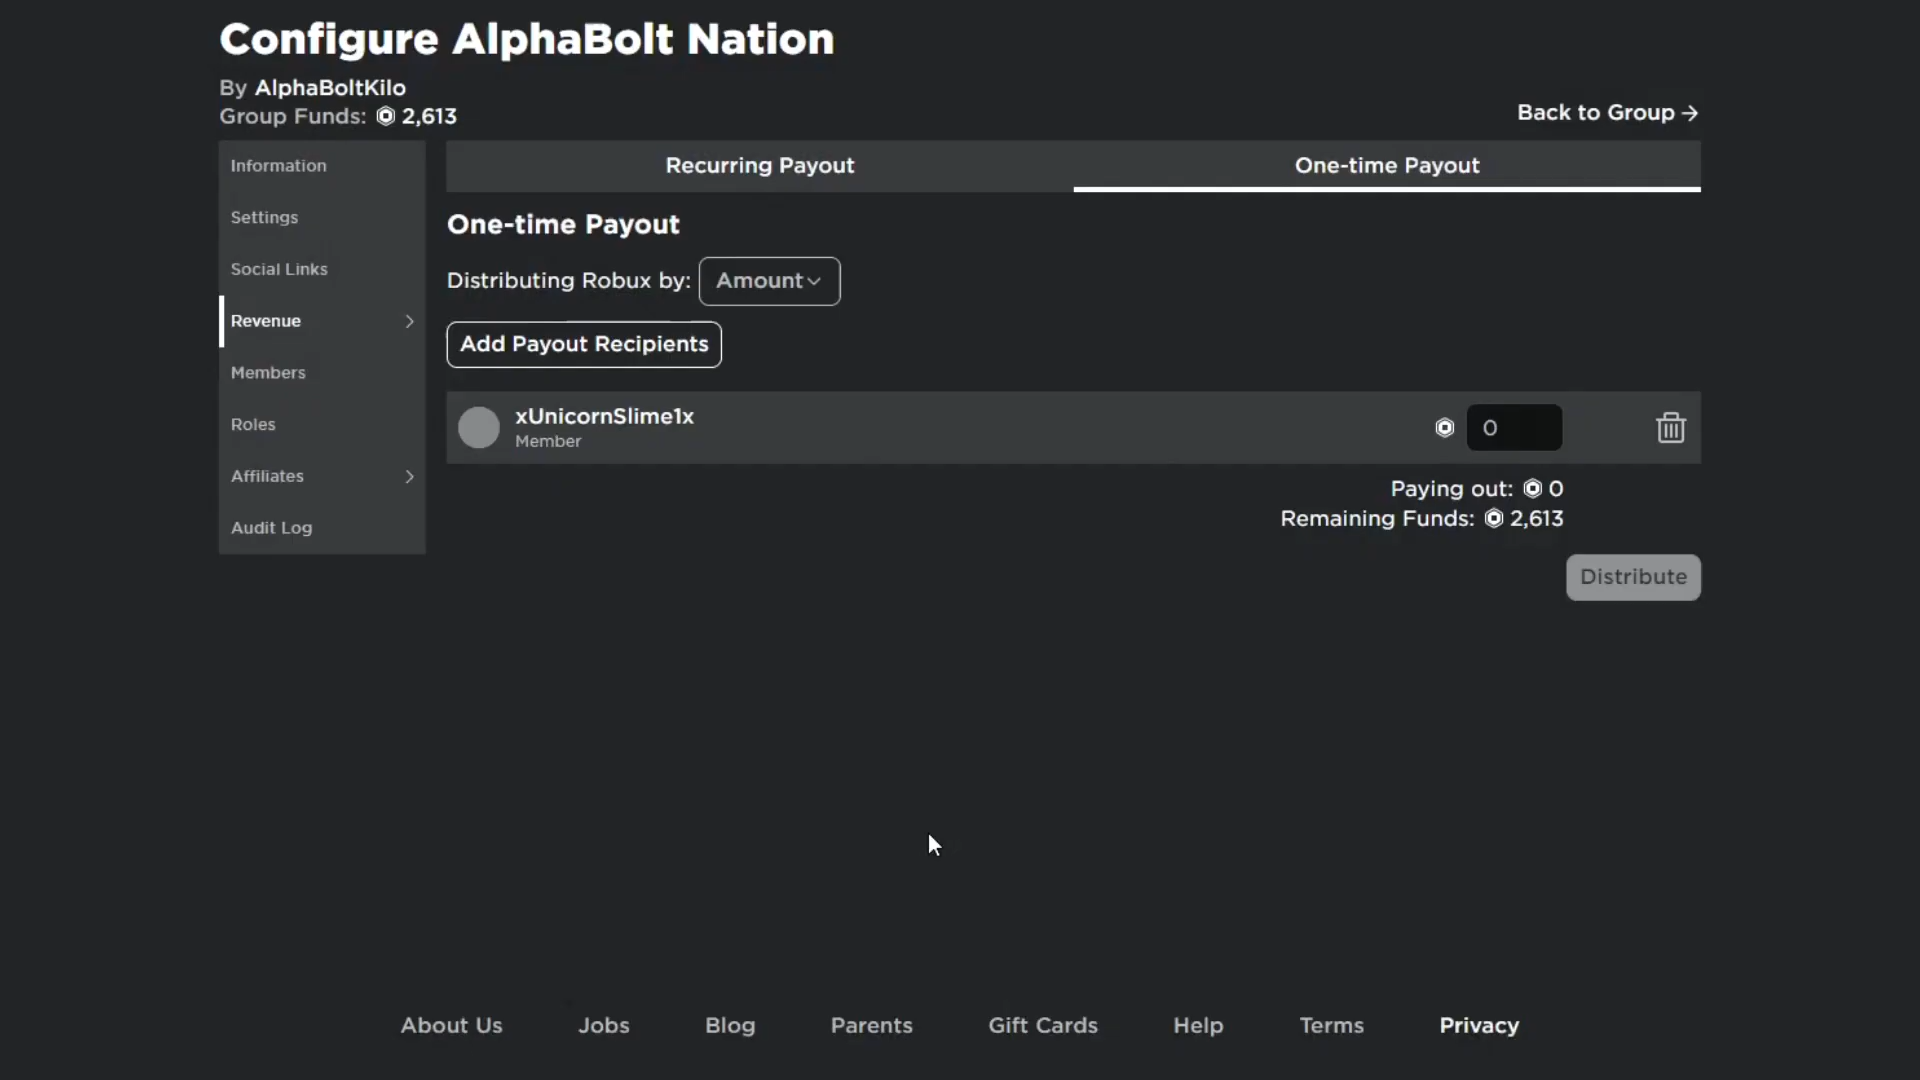 Configure AlphaBolt Nation
By AlphaBoltKilo
Group Funds: 2,613
Back to Group →
Information
Settings
Social Links
Revenue
Members
Roles
Affiliates
Audit Log
Recurring Payout
One-time Payout
One-time Payout
Distributing Robux by: Amount
Add Payout Recipients
xUnicornSlime1x
Member
0
Paying out: 0
Remaining Funds: 2,613
Distribute
About Us Jobs Blog Parents Gift Cards Help Terms Privacy